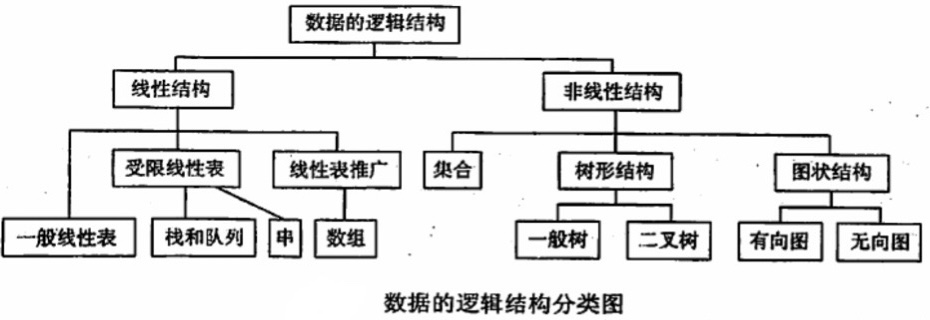 数据的逻辑结构
线性结构
非线性结构
受限线性表
线性表推广
集合
树形结构
图状结构
一般线性表
栈和队列
串
数组
一般树
二叉树
有向图
无向图
数据的逻辑结构分类图